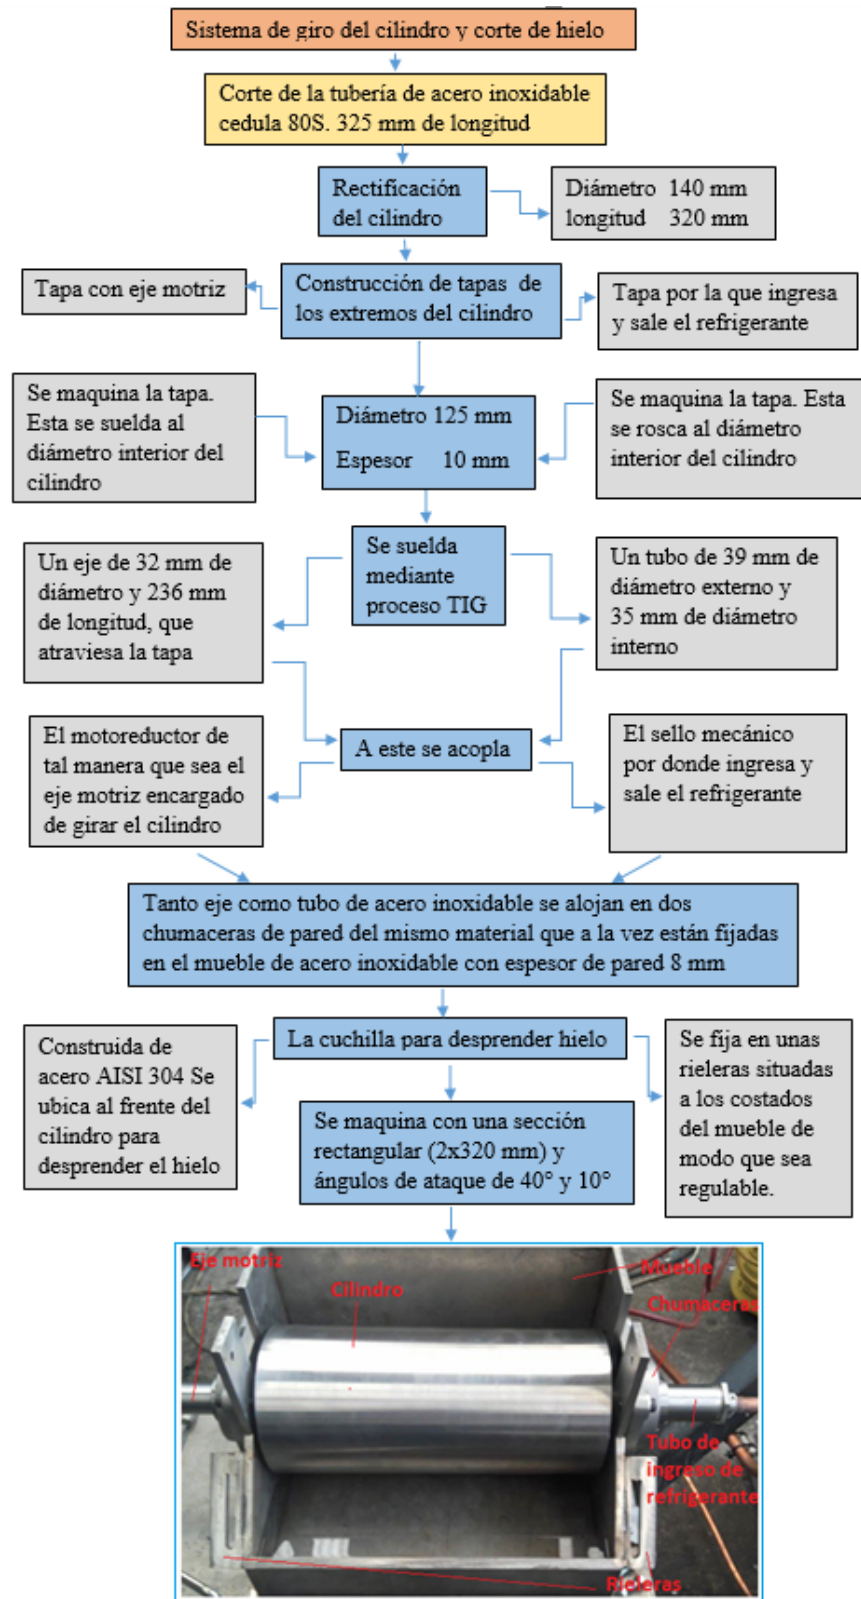 Sistema de giro del cilindro y corte de hielo
Corte de la tubería de acero inoxidable
cedula 80S. 325 mm de longitud
Rectificación
del cilindro
Diámetro 140 mm
longitud 320 mm
Tapa con eje motriz
Construcción de tapas de
los extremos del cilindro
Tapa por la que ingresa
y sale el refrigerante
Se maquina la tapa.
Esta se suelda al
diámetro interior del
cilindro
Diámetro 125 mm
Espesor 10 mm
Se maquina la tapa. Esta
se rosca al diámetro
interior del cilindro
Un eje de 32 mm de
diámetro y 236 mm
de longitud, que
atraviesa la tapa
Se suelda
mediante
proceso TIG
Un tubo de 39 mm de
diámetro externo y
35 mm de diámetro
interno
El motoreductor de
tal manera que sea el
eje motriz encargado
de girar el cilindro
A este se acopla
El sello mecánico
por donde ingresa y
sale el refrigerante
Tanto eje como tubo de acero inoxidable se alojan en dos
chumaceras de pared del mismo material que a la vez están fijadas
en el mueble de acero inoxidable con espesor de pared 8 mm
Construida de
acero AISI 304 Se
ubica al frente del
cilindro para
desprender el hielo
La cuchilla para desprender hielo
Se maquina con una sección
rectangular (2x320 mm) y
ángulos de ataque de 40° y 10°
Se fija en unas
rieleras situadas
a los costados
del mueble de
modo que sea
regulable.
Eje motriz
Mueble
Cilindro
Chumaceras
Tubo de
ingreso de
refrigerante
Rieleras